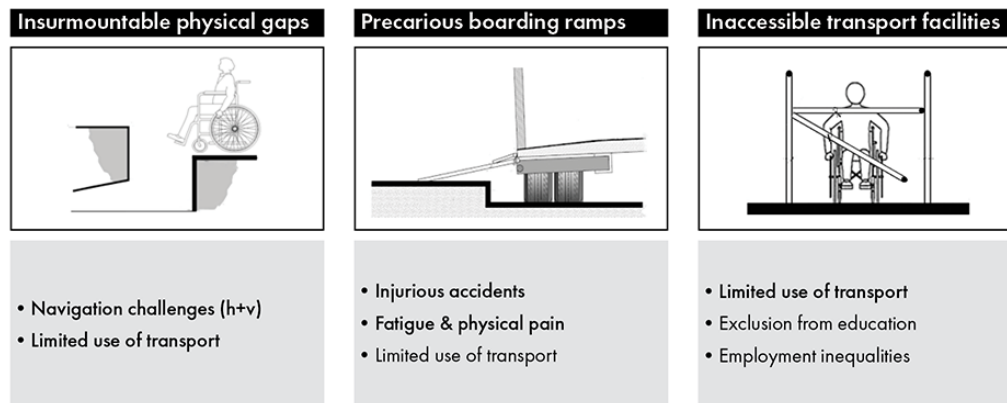 Insurmountable physical gaps
Precarious boarding ramps
Inaccessible transport facilities
• Navigation challenges (h+v)
• Limited use of transport
• Injurious accidents
• Fatigue & physical pain
• Limited use of transport
• Limited use of transport
• Exclusion from education
• Employment inequalities